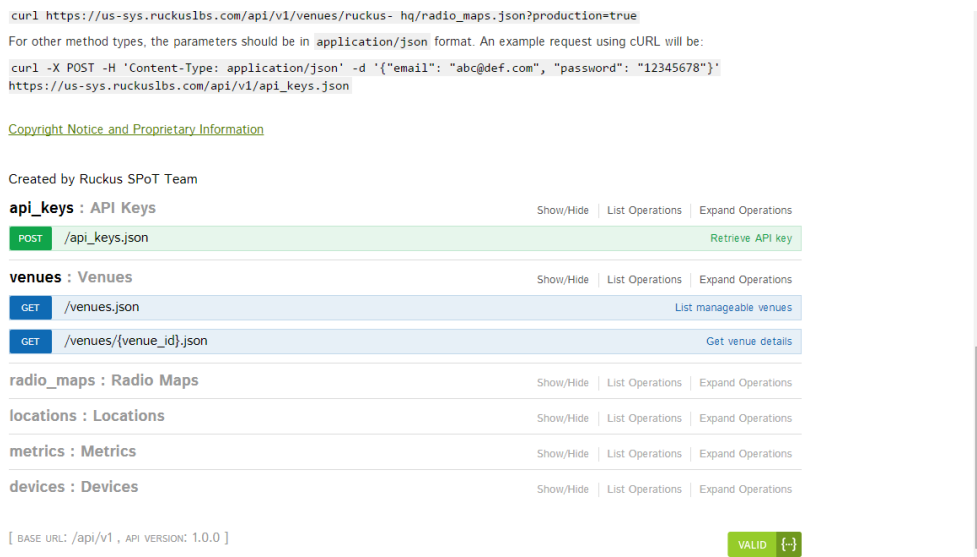 curl https://us-sys.ruckuslbs.com/api/v1/venues/ruckus- hq/radio_maps.json?production=true
For other method types, the parameters should be in application/json format. An example request using cURL will be:
curl -X POST -H 'Content-Type: application/json' -d '{"email": "abc@def.com", "password": "12345678"}'
https://us-sys.ruckuslbs.com/api/v1/api_keys.json
Copyright Notice and Proprietary Information
Created by Ruckus SPoT Team
api_keys : API Keys Show/Hide List Operations Expand Operations
POST /api_keys.json Retrieve API key
venues : Venues Show/Hide List Operations Expand Operations
GET /venues.json List manageable venues
GET /venues/{venue_id}.json Get venue details
radio_maps : Radio Maps Show/Hide List Operations Expand Operations
locations : Locations Show/Hide List Operations Expand Operations
metrics : Metrics Show/Hide List Operations Expand Operations
devices : Devices Show/Hide List Operations Expand Operations
[ BASE URL: /api/v1 , API VERSION: 1.0.0 ]
VALID {···}